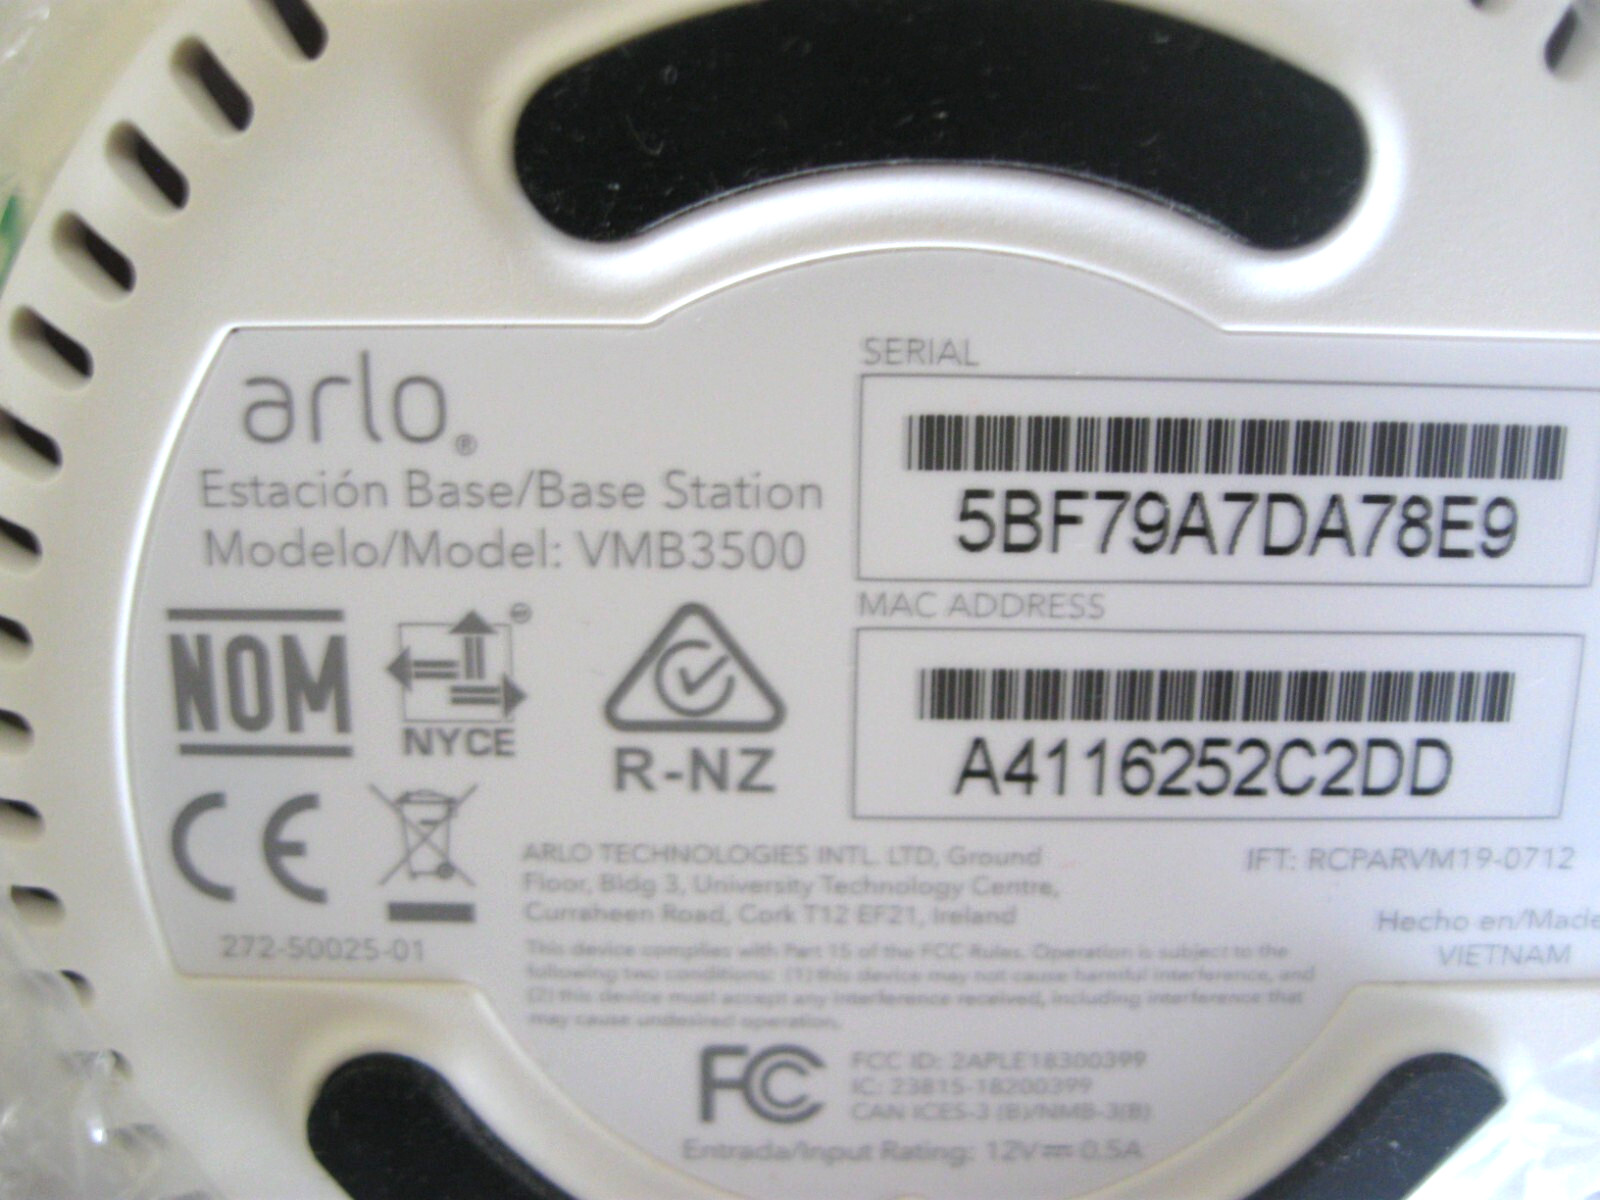 arlo®
Estación Base/Base Station
Modelo/Model: VMB3500
NOM
NYCE
R-NZ
CE
272-50025-01
SERIAL
5BF79A7DA78E9
MAC ADDRESS
A4116252C2DD
ARLO TECHNOLOGIES INTL. LTD, Ground
Floor, Bldg 3, University Technology Centre,
Curraheen Road, Cork T12 EF21, Ireland
IFT: RCPARVM19-0712
Hecho en/Made
VIETNAM
This device complies with Part 15 of the FCC Rules. Operation is subject to the
following two conditions: (1) this device may not cause harmful interference, and
(2) this device must accept any interference received, including interference that
may cause undesired operation.
FC
FCC ID: 2APLE18300399
IC: 23815-18200399
CAN ICES-3 (B)/NMB-3(B)
Entrada/Input Rating: 12V⎓0.5A